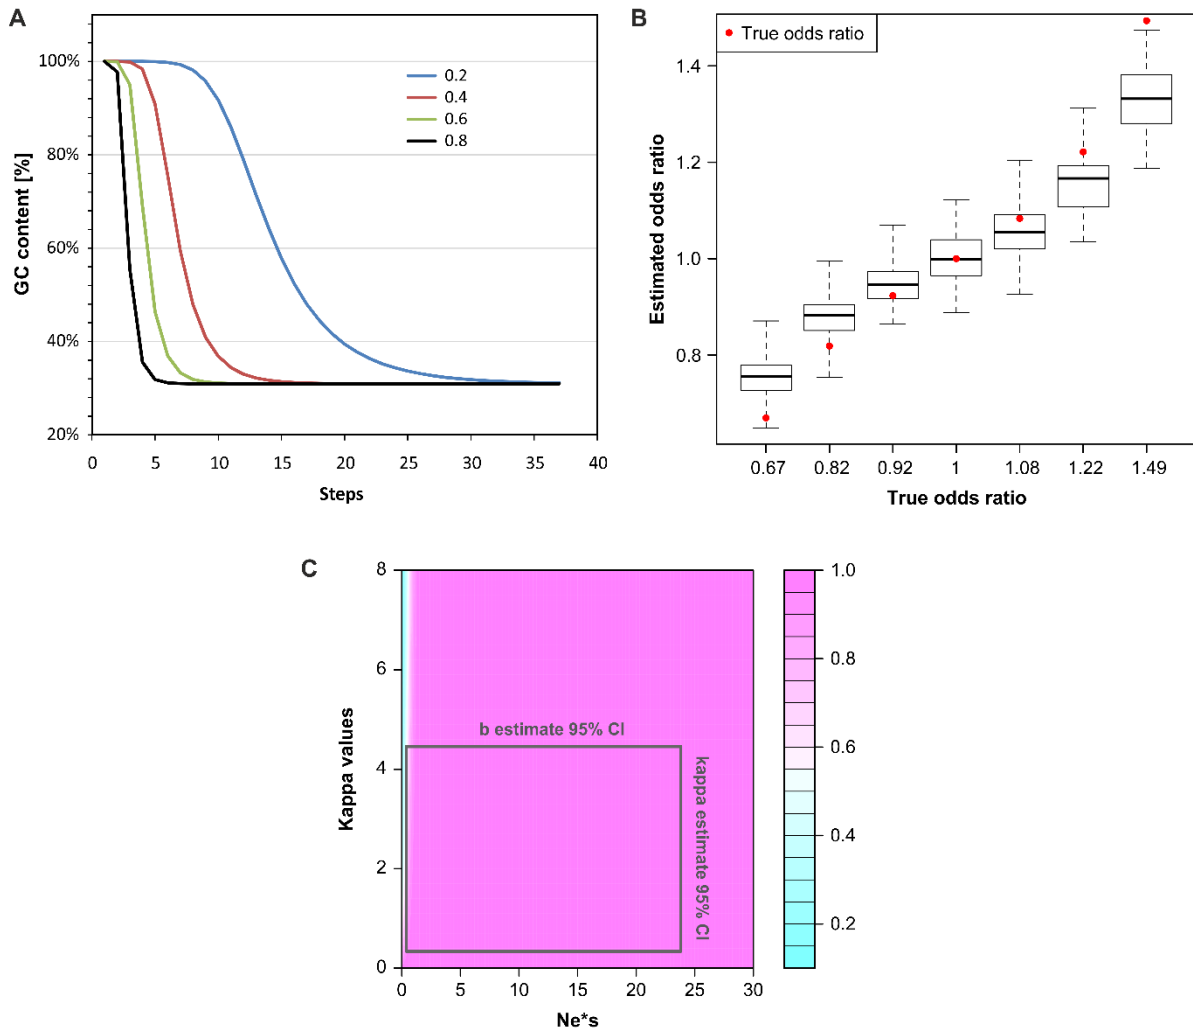 A
GC content [%]
100%
80%
60%
40%
20%
0.2
0.4
0.6
0.8
0 5 10 15 20 25 30 35 40
Steps
B
True odds ratio
Estimated odds ratio
1.4
1.2
1.0
0.8
0.67 0.82 0.92 1 1.08 1.22 1.49
True odds ratio
C
Kappa values
8
6
4
2
0
b estimate 95% CI
kappa estimate 95% CI
0 5 10 15 20 25 30
Ne*s
1.0
0.8
0.6
0.4
0.2